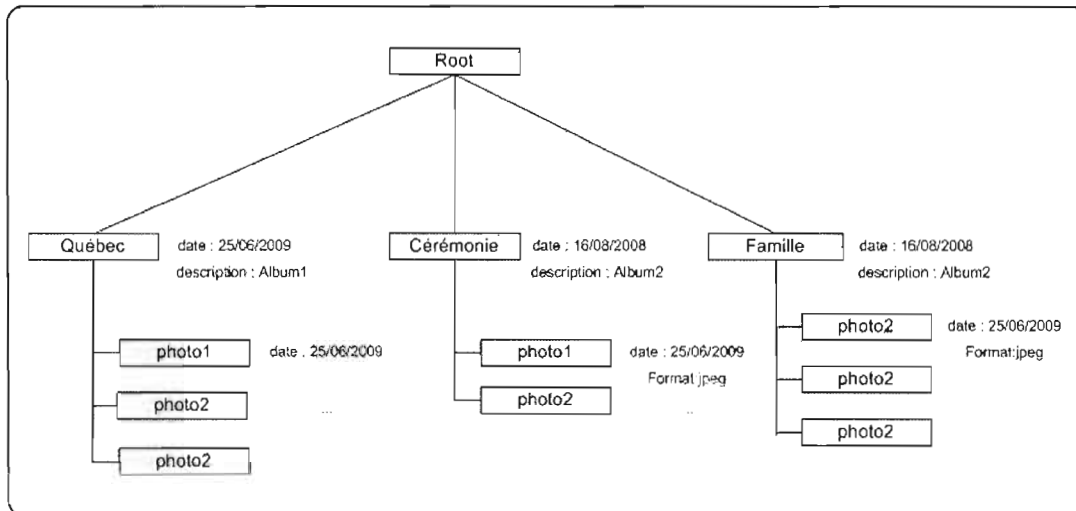 Root
Québec
date : 25/06/2009
description : Album1
photo1
date : 25/06/2009
photo2
...
photo2
Cérémonie
date : 16/08/2008
description : Album2
photo1
date : 25/06/2009
Format:jpeg
photo2
..
Famille
date : 16/08/2008
description : Album2
photo2
date : 25/06/2009
Format:jpeg
photo2
photo2